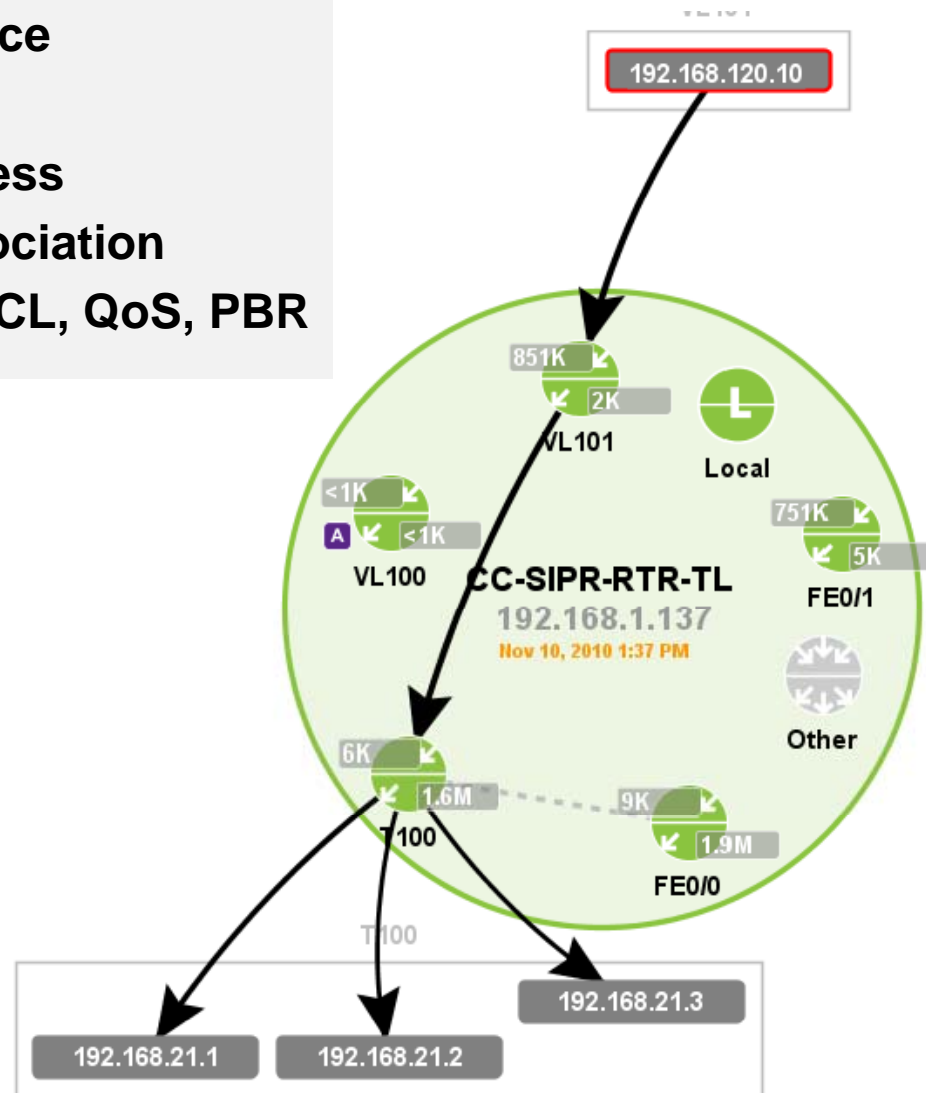 ce
ess
ociation
CL, QoS, PBR
192.168.120.10
851K
2K
VL101
L
Local
<1K
A
<1K
VL100
751K
5K
FE0/1
CC-SIPR-RTR-TL
192.168.1.137
Nov 10, 2010 1:37 PM
Other
6K
1.6M
T100
9K
1.9M
FE0/0
T100
192.168.21.3
192.168.21.1
192.168.21.2